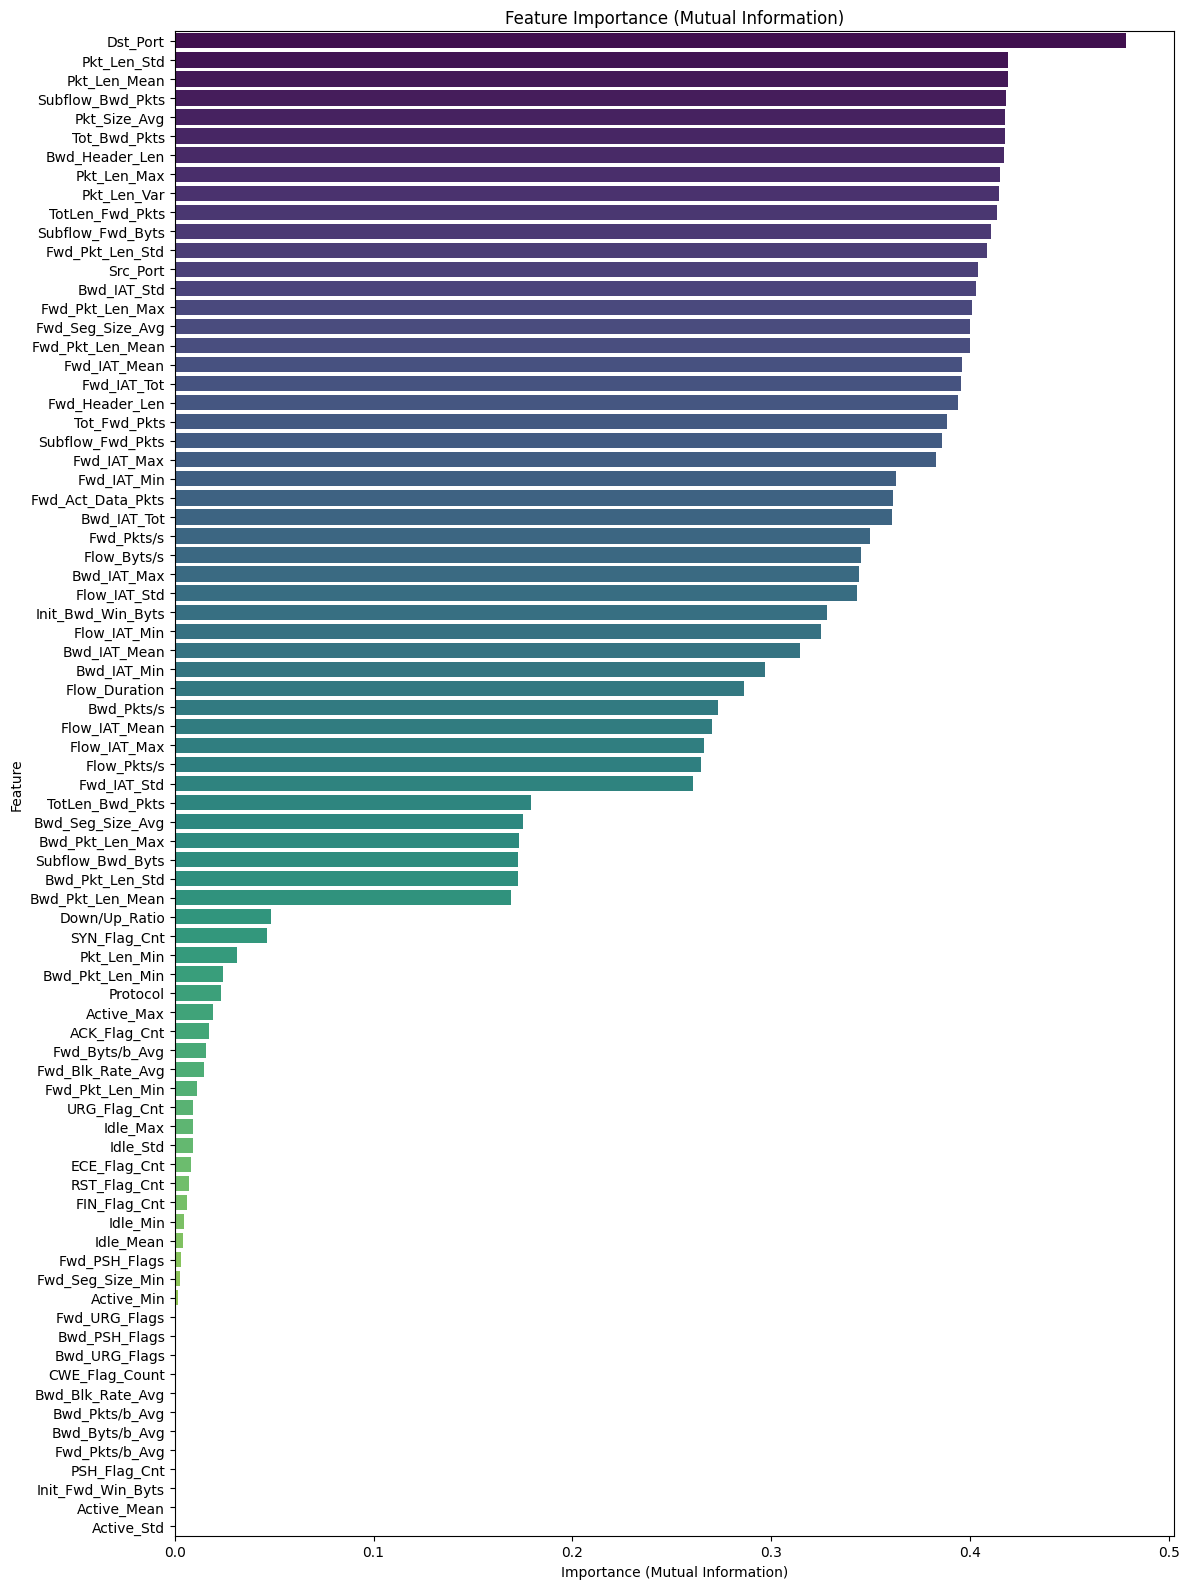 Feature Importance (Mutual Information)
Dst_Port
Pkt_Len_Std
Pkt_Len_Mean
Subflow_Bwd_Pkts
Pkt_Size_Avg
Tot_Bwd_Pkts
Bwd_Header_Len
Pkt_Len_Max
Pkt_Len_Var
TotLen_Fwd_Pkts
Subflow_Fwd_Byts
Fwd_Pkt_Len_Std
Src_Port
Bwd_IAT_Std
Fwd_Pkt_Len_Max
Fwd_Seg_Size_Avg
Fwd_Pkt_Len_Mean
Fwd_IAT_Mean
Fwd_IAT_Tot
Fwd_Header_Len
Tot_Fwd_Pkts
Subflow_Fwd_Pkts
Fwd_IAT_Max
Fwd_IAT_Min
Fwd_Act_Data_Pkts
Bwd_IAT_Tot
Fwd_Pkts/s
Flow_Byts/s
Bwd_IAT_Max
Flow_IAT_Std
Init_Bwd_Win_Byts
Flow_IAT_Min
Bwd_IAT_Mean
Bwd_IAT_Min
Flow_Duration
Bwd_Pkts/s
Flow_IAT_Mean
Flow_IAT_Max
Flow_Pkts/s
Fwd_IAT_Std
TotLen_Bwd_Pkts
Bwd_Seg_Size_Avg
Bwd_Pkt_Len_Max
Subflow_Bwd_Byts
Bwd_Pkt_Len_Std
Bwd_Pkt_Len_Mean
Down/Up_Ratio
SYN_Flag_Cnt
Pkt_Len_Min
Bwd_Pkt_Len_Min
Protocol
Active_Max
ACK_Flag_Cnt
Fwd_Byts/b_Avg
Fwd_Blk_Rate_Avg
Fwd_Pkt_Len_Min
URG_Flag_Cnt
Idle_Max
Idle_Std
ECE_Flag_Cnt
RST_Flag_Cnt
FIN_Flag_Cnt
Idle_Min
Idle_Mean
Fwd_PSH_Flags
Fwd_Seg_Size_Min
Active_Min
Fwd_URG_Flags
Bwd_PSH_Flags
Bwd_URG_Flags
CWE_Flag_Count
Bwd_Blk_Rate_Avg
Bwd_Pkts/b_Avg
Bwd_Byts/b_Avg
Fwd_Pkts/b_Avg
PSH_Flag_Cnt
Init_Fwd_Win_Byts
Active_Mean
Active_Std
Feature
0.0 0.1 0.2 0.3 0.4 0.5
Importance (Mutual Information)